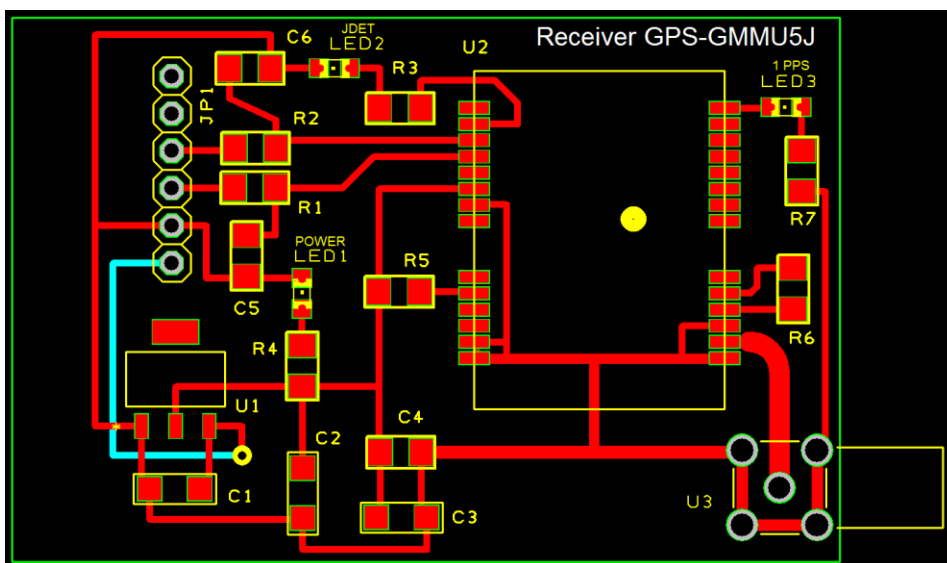 Receiver GPS-GMMU5J
C6
JDET
LED2
U2
R3
1 PPS
LED3
JP1
R2
R1
R7
POWER
LED1
R5
C5
R4
R6
U1
C4
C2
C1
C3
U3